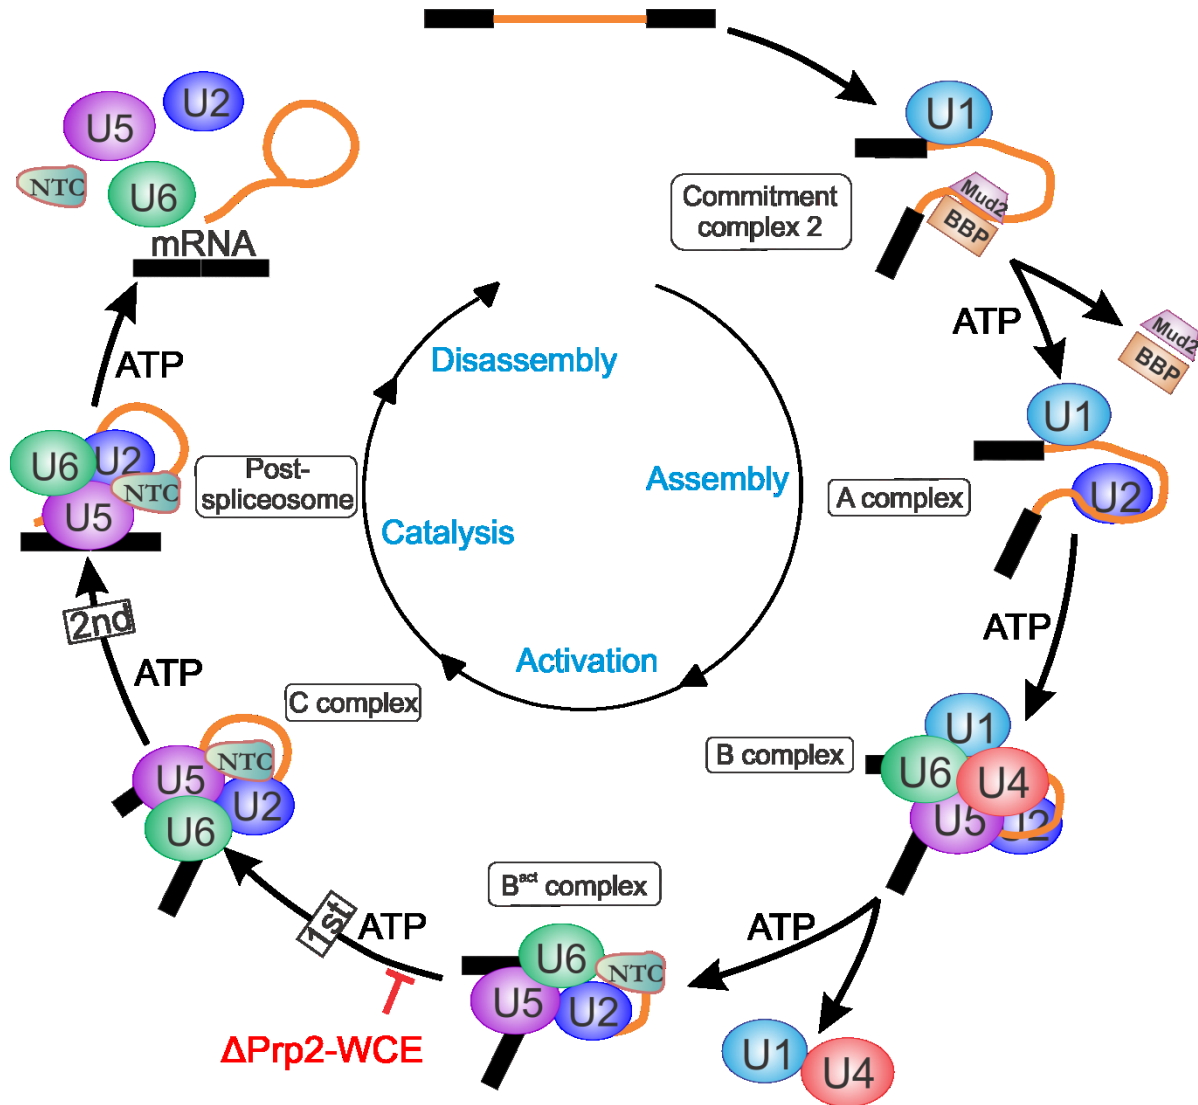 U1
Mud2
BBP
Commitment
complex 2
ATP
Mud2
BBP
U1
U2
A complex
ATP
U1
U6
U4
U5
U2
B complex
ATP
U1
U4
B^act complex
U6
NTC
U5
U2
ΔPrp2-WCE
1st
ATP
C complex
NTC
U5
U2
U6
2nd
ATP
Post-
spliceosome
U6
U2
NTC
U5
ATP
U5
U2
NTC
U6
mRNA
Disassembly
Assembly
Catalysis
Activation